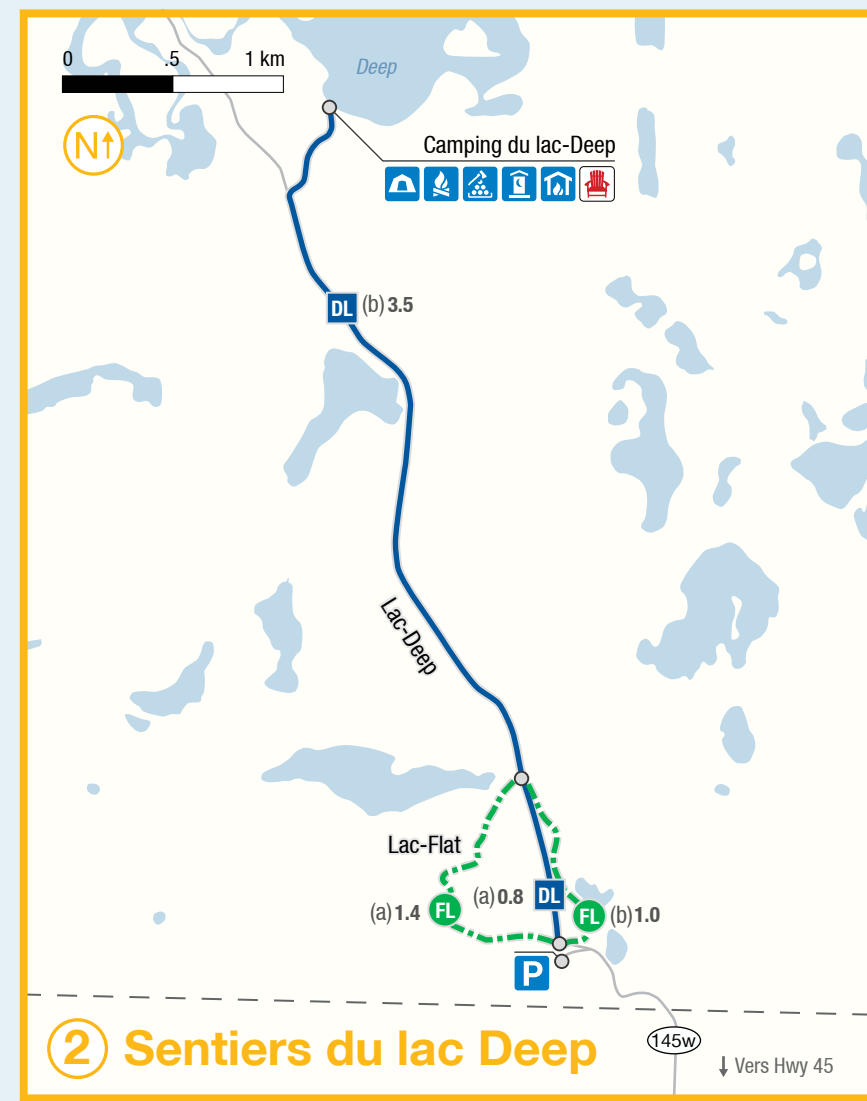 0 .5 1 km
Deep
N↑
Camping du lac-Deep
DL (b) 3.5
Lac-Deep
Lac-Flat
(a) 1.4 FL
(a) 0.8 DL
FL (b) 1.0
P
145w
2 Sentiers du lac Deep
↓ Vers Hwy 45